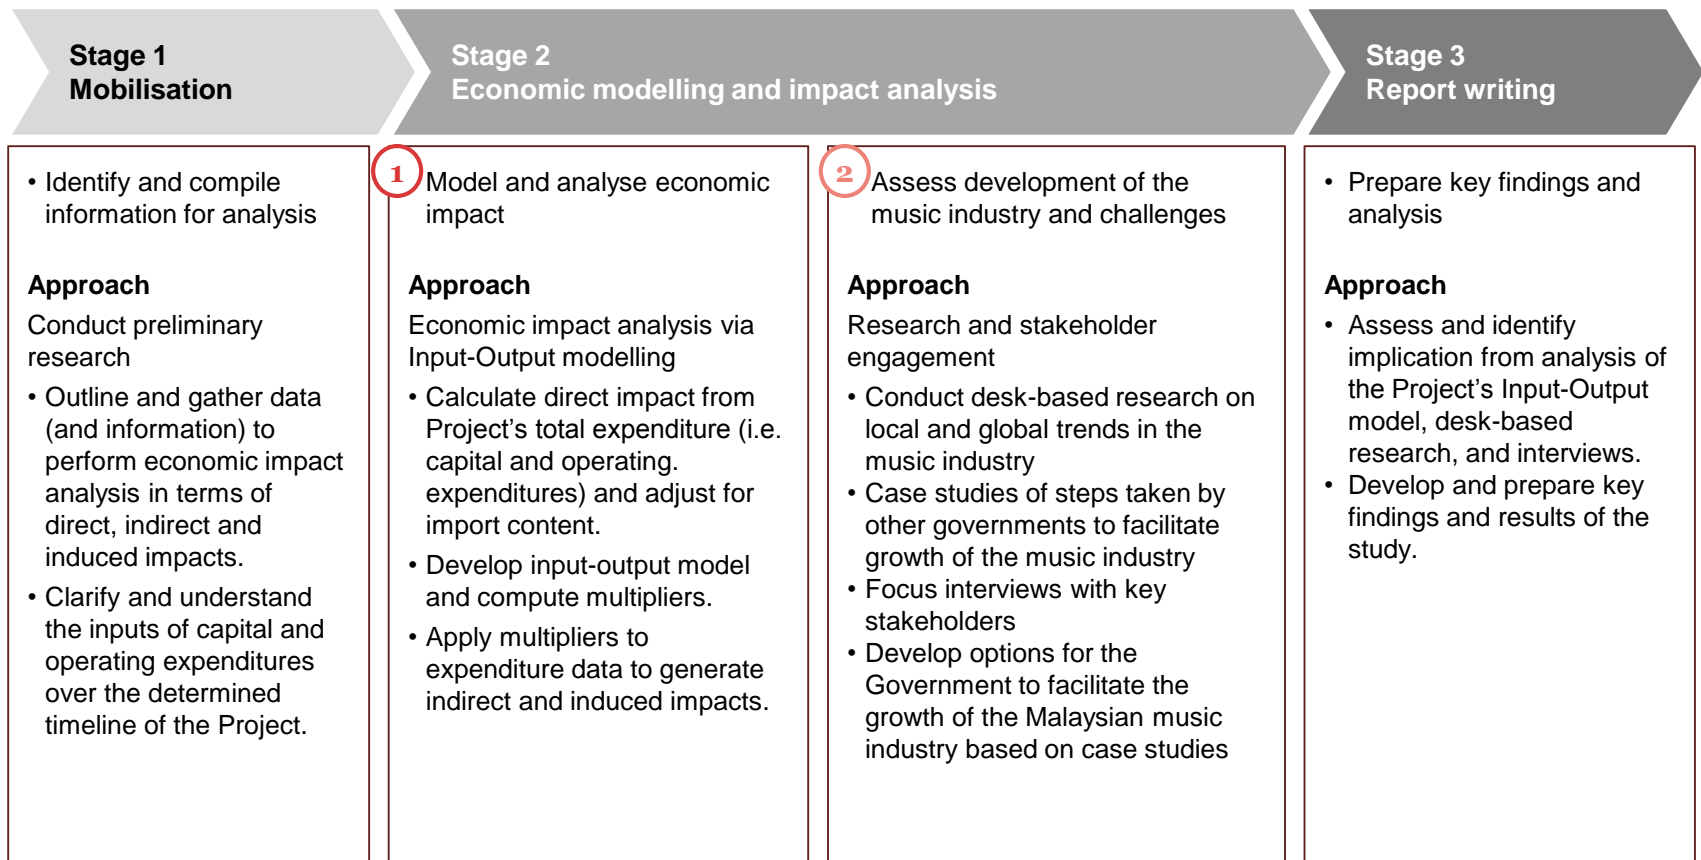 Stage 1
Mobilisation
Stage 2
Economic modelling and impact analysis
Stage 3
Report writing
• Identify and compile
information for analysis
Approach
Conduct preliminary
research
• Outline and gather data
(and information) to
perform economic impact
analysis in terms of
direct, indirect and
induced impacts.
• Clarify and understand
the inputs of capital and
operating expenditures
over the determined
timeline of the Project.
1
Model and analyse economic
impact
Approach
Economic impact analysis via
Input-Output modelling
• Calculate direct impact from
Project's total expenditure (i.e.
capital and operating.
expenditures) and adjust for
import content.
• Develop input-output model
and compute multipliers.
• Apply multipliers to
expenditure data to generate
indirect and induced impacts.
2
Assess development of the
music industry and challenges
Approach
Research and stakeholder
engagement
• Conduct desk-based research on
local and global trends in the
music industry
• Case studies of steps taken by
other governments to facilitate
growth of the music industry
• Focus interviews with key
stakeholders
• Develop options for the
Government to facilitate the
growth of the Malaysian music
industry based on case studies
• Prepare key findings and
analysis
Approach
• Assess and identify
implication from analysis of
the Project's Input-Output
model, desk-based
research, and interviews.
• Develop and prepare key
findings and results of the
study.